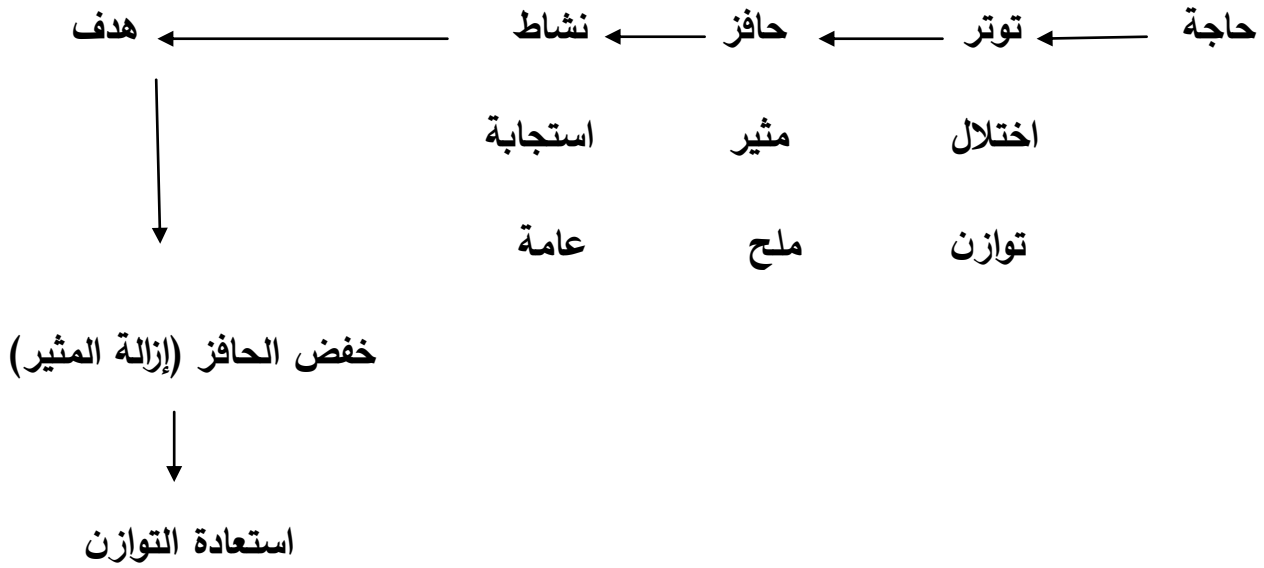 حاجة توتر حافز نشاط هدف
اختلال مثير استجابة
توازن ملح عامة
خفض الحافز (إزالة المثير)
استعادة التوازن